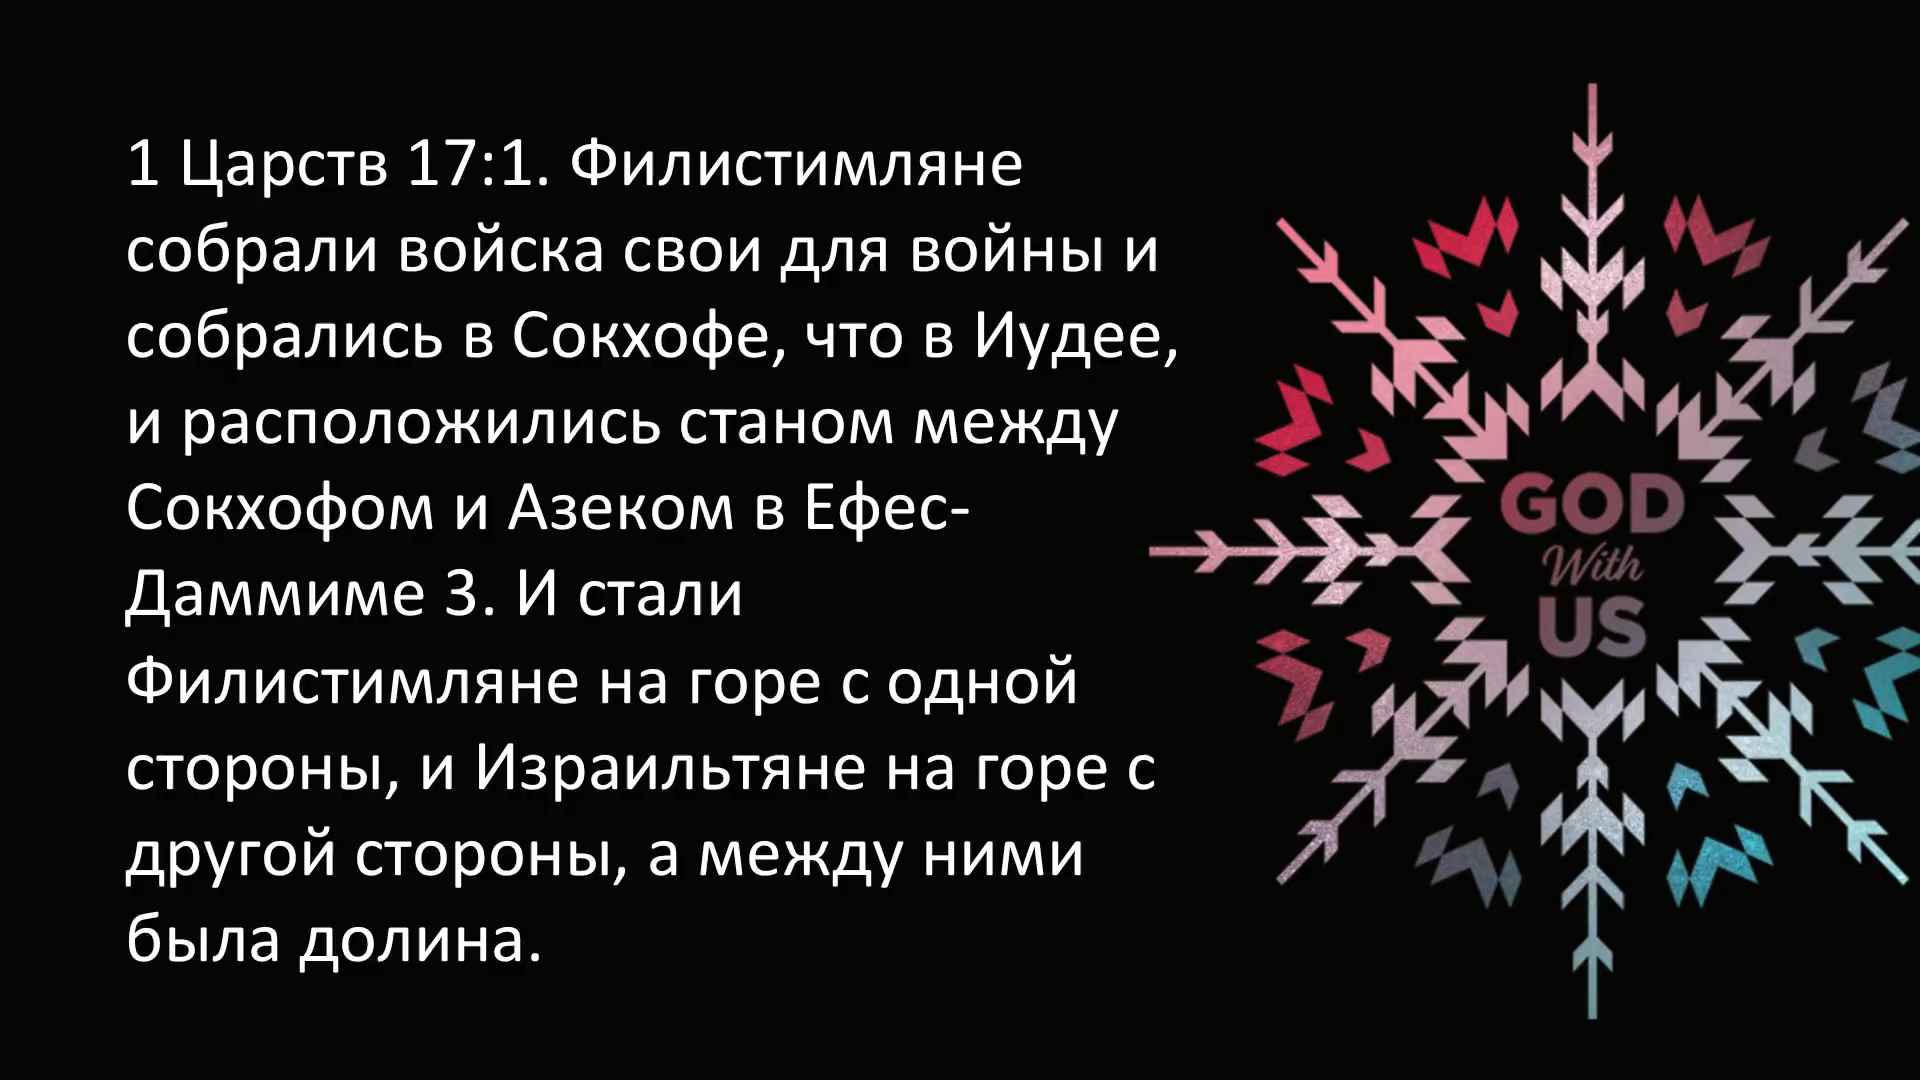 1 Царств 17:1. Филистимляне
собрали войска свои для войны и
собрались в Сокхофе, что в Иудее,
и расположились станом между
Сокхофом и Азеком в Ефес-
Даммиме 3. И стали
Филистимляне на горе с одной
стороны, и Израильтяне на горе с
другой стороны, а между ними
была долина.
GOD
With
US